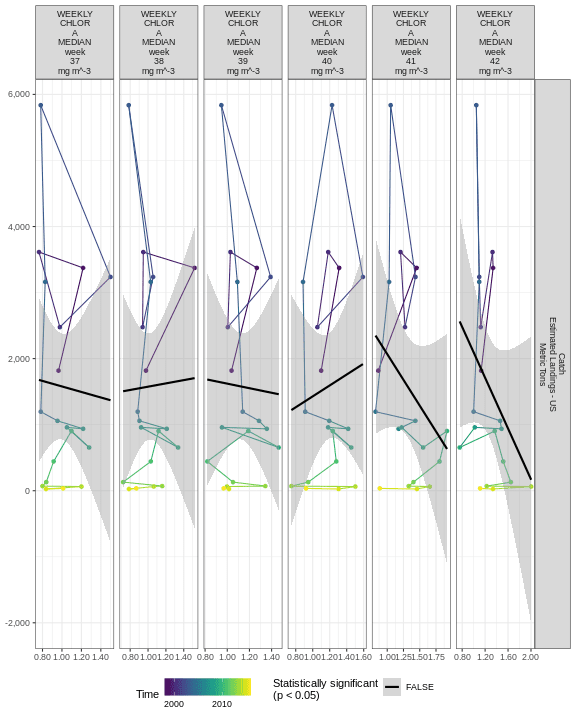 WEEKLY
CHLOR
A
MEDIAN
week
37
mg m^-3
WEEKLY
CHLOR
A
MEDIAN
week
38
mg m^-3
WEEKLY
CHLOR
A
MEDIAN
week
39
mg m^-3
WEEKLY
CHLOR
A
MEDIAN
week
40
mg m^-3
WEEKLY
CHLOR
A
MEDIAN
week
41
mg m^-3
WEEKLY
CHLOR
A
MEDIAN
week
42
mg m^-3
6,000
4,000
2,000
0
-2,000
Catch
Estimated Landings - US
Metric Tons
0.80 1.00 1.20 1.40
0.80 1.00 1.20 1.40
0.80 1.00 1.20 1.40
0.80 1.00 1.20 1.40 1.60
1.00 1.25 1.50 1.75
0.80 1.20 1.60 2.00
Time
2000 2010
Statistically significant
(p < 0.05)
FALSE